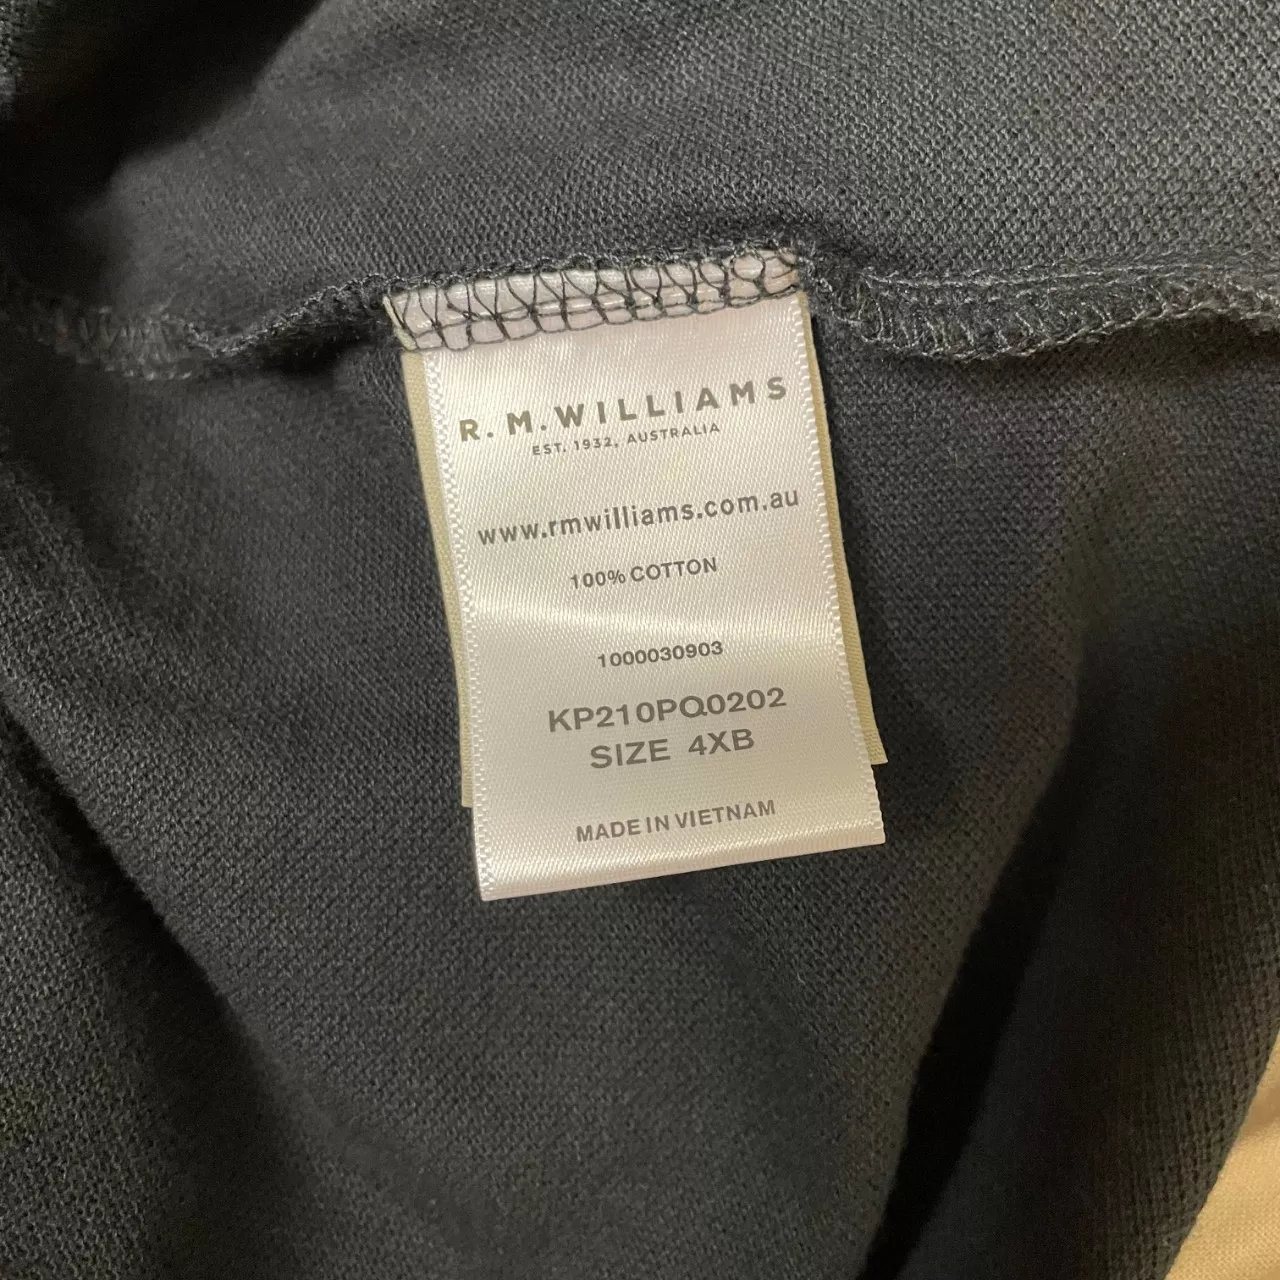 R. M. WILLIAMS
EST. 1932, AUSTRALIA
www.rmwilliams.com.au
100% COTTON
1000030903
KP210PQ0202
SIZE 4XB
MADE IN VIETNAM